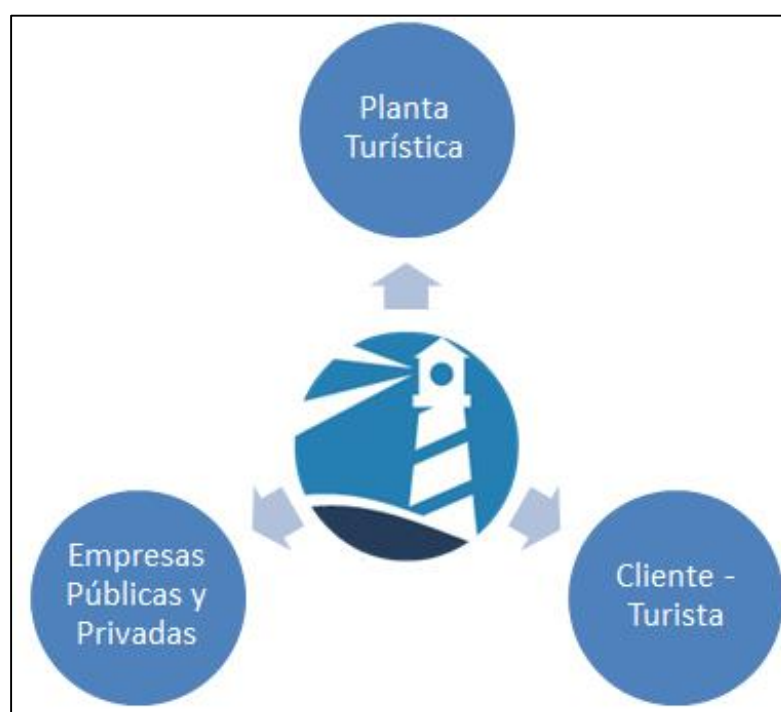 Planta
Turística
Empresas
Públicas y
Privadas
Cliente -
Turista